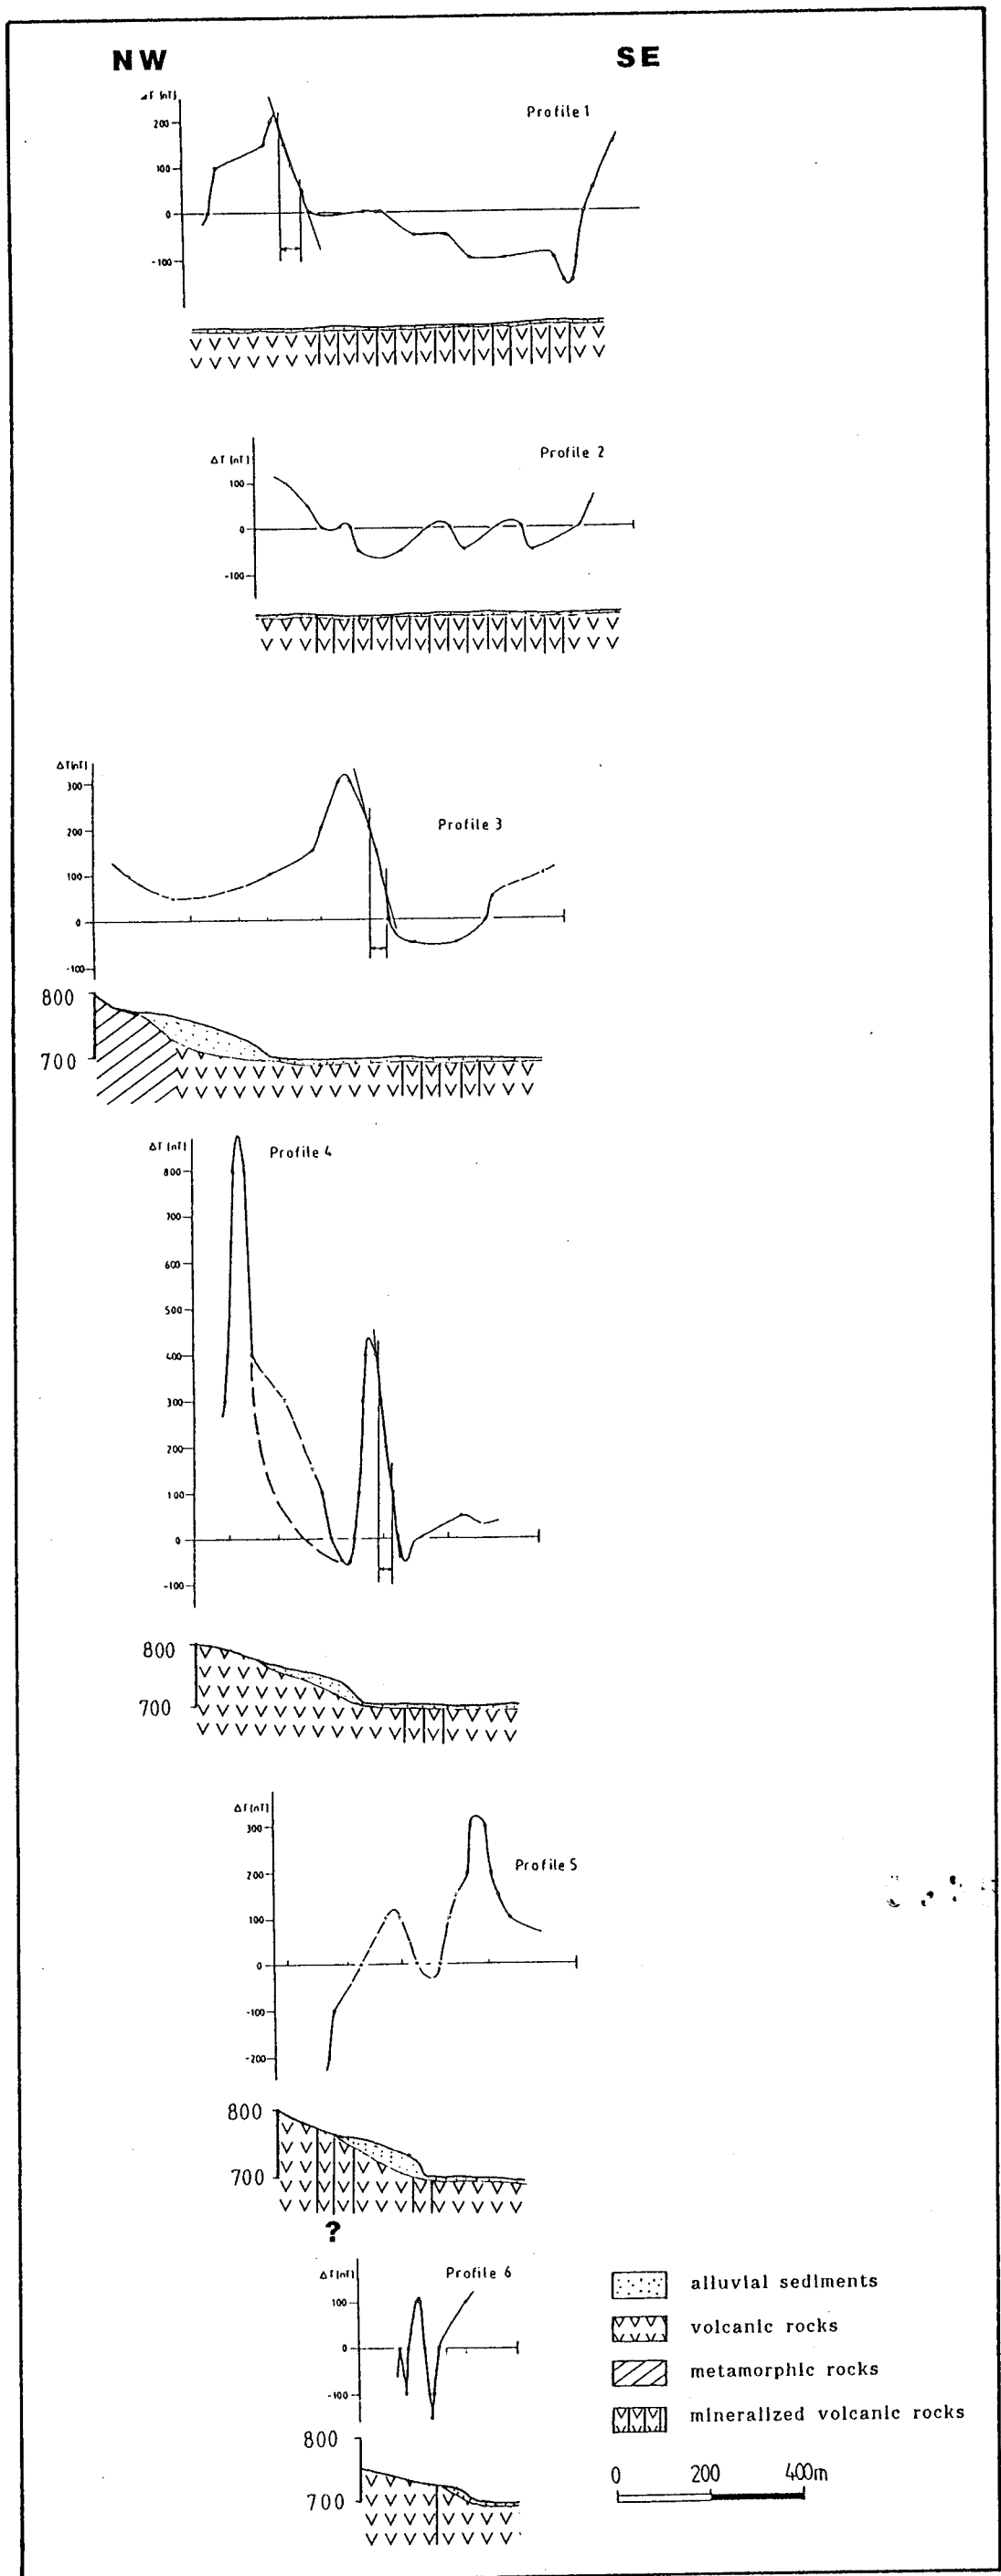 NW SE
ΔT [nT]
Profile 1
200
100
0
-100
ΔT [nT]
Profile 2
100
0
-100
ΔT [nT]
Profile 3
300
200
100
0
-100
800
700
ΔT [nT]
Profile 4
800
700
600
500
400
300
200
100
0
-100
800
700
ΔT [nT]
Profile 5
300
200
100
0
-100
-200
800
700
?
ΔT [nT]
Profile 6
100
0
-100
800
700
alluvial sediments
volcanic rocks
metamorphic rocks
mineralized volcanic rocks
0 200 400m